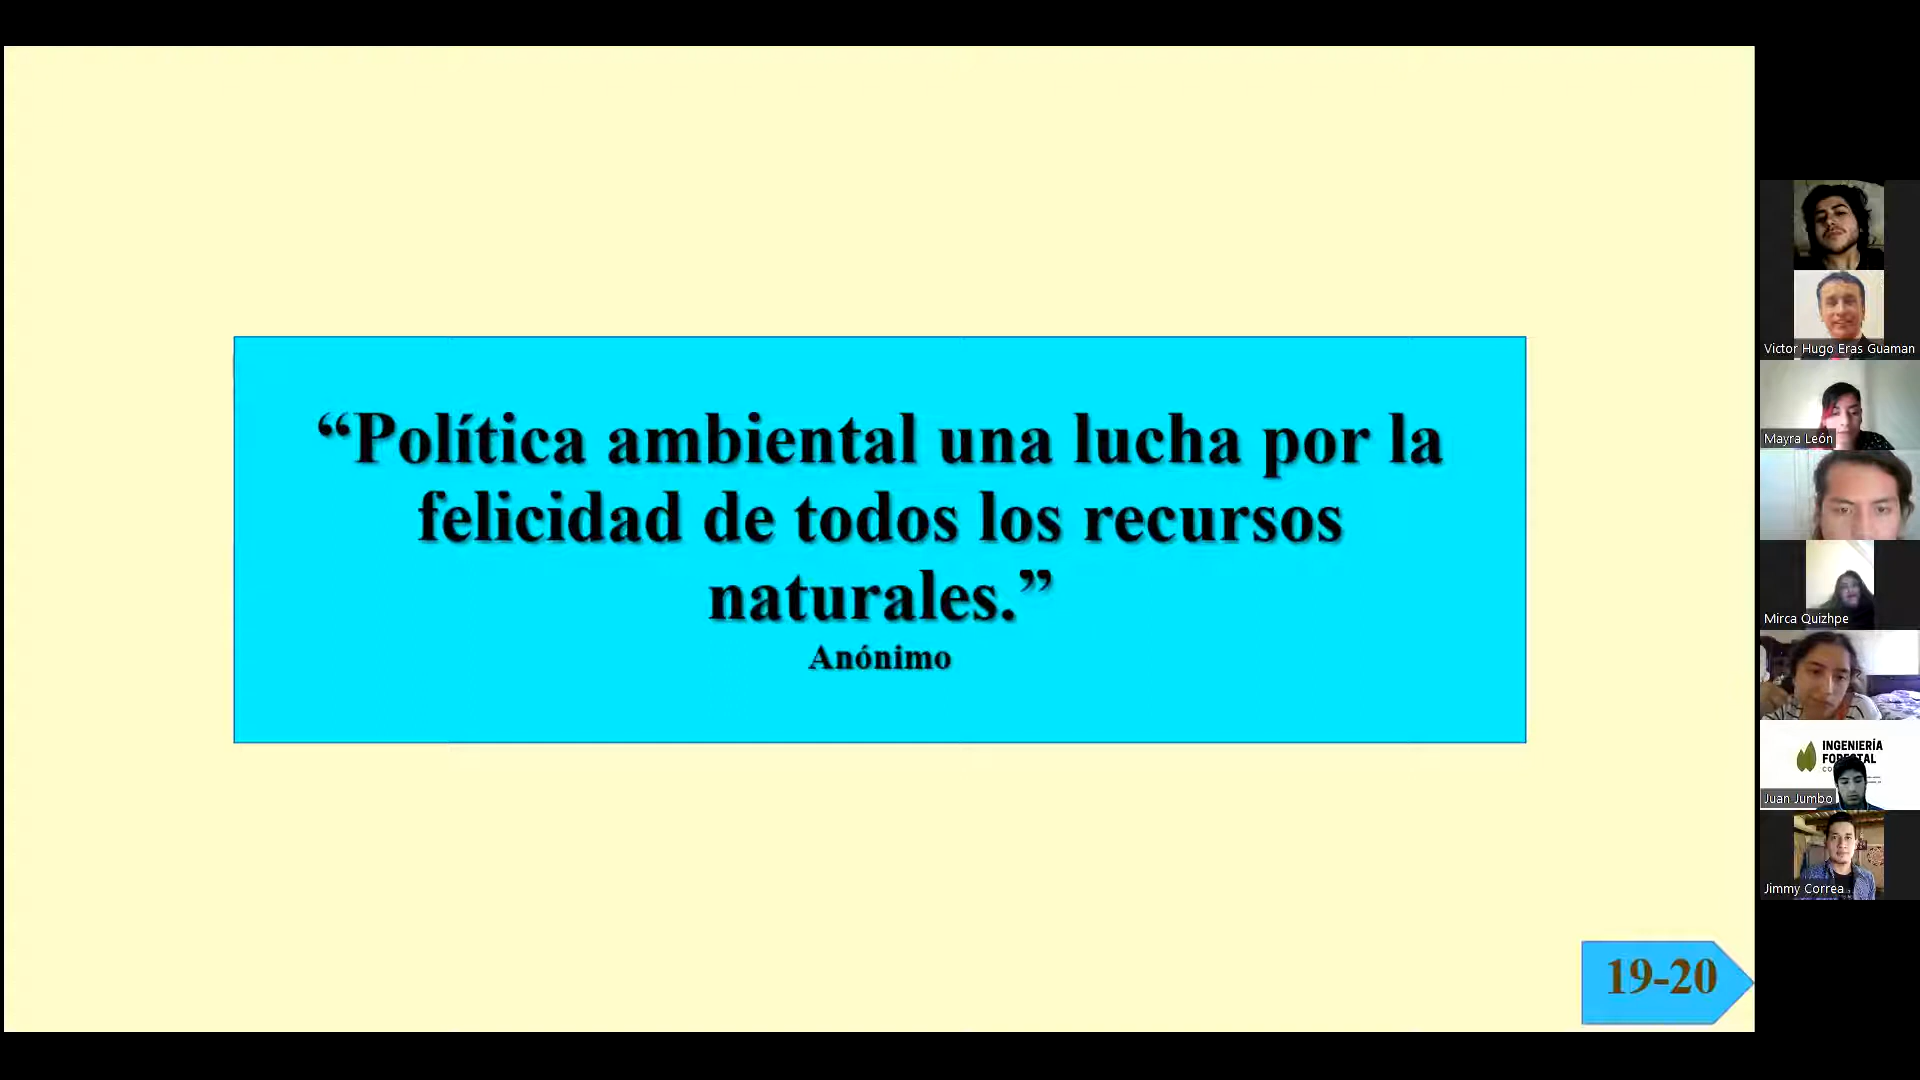 “Política ambiental una lucha por la
felicidad de todos los recursos
naturales.”
Anónimo
19-20
Victor Hugo Eras Guaman
Mayra León
Mirca Quizhpe
INGENIERÍA
Juan Jumbo
Jimmy Correa